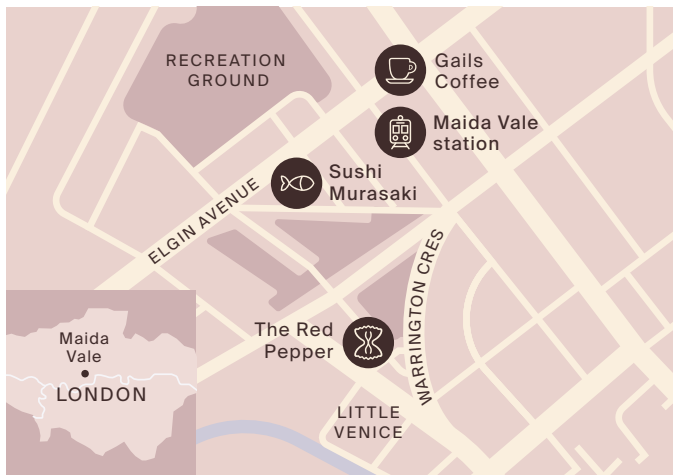 RECREATION
GROUND
Gails
Coffee
Maida Vale
station
Sushi
Murasaki
ELGIN AVENUE
WARRINGTON CRES
The Red
Pepper
LITTLE
VENICE
Maida
Vale
LONDON